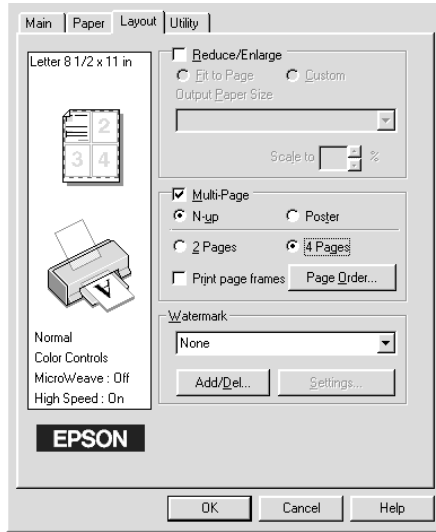 Main Paper Layout Utility
Letter 8 1/2 x 11 in
2
3 4
Normal
Color Controls
MicroWeave : Off
High Speed : On
EPSON
Reduce/Enlarge
Fit to Page Custom
Output Paper Size
Scale to %
Multi-Page
N-up Poster
2 Pages 4 Pages
Print page frames Page Order...
Watermark
None
Add/Del... Settings...
OK Cancel Help